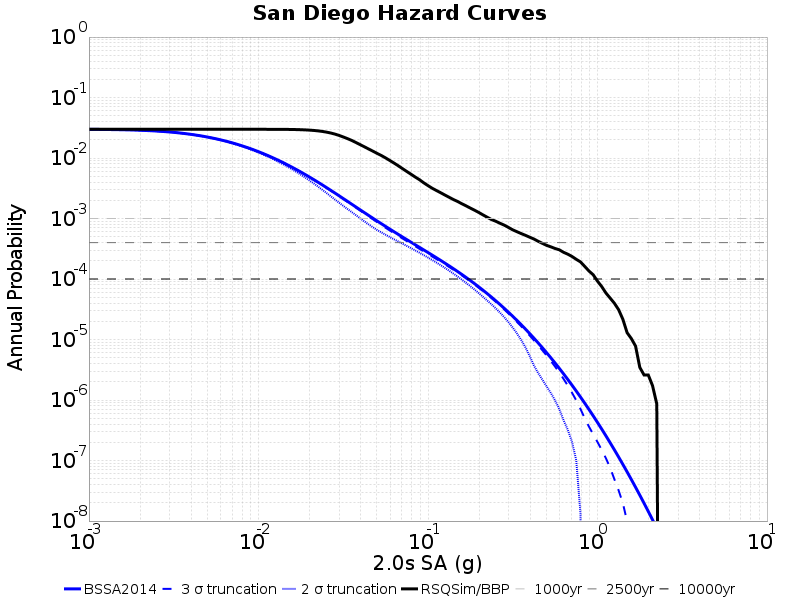 San Diego Hazard Curves
10^0
10^-1
10^-2
10^-3
10^-4
10^-5
10^-6
10^-7
10^-8
Annual Probability
10^-3 10^-2 10^-1 10^0 10^1
2.0s SA (g)
BSSA2014 3 σ truncation 2 σ truncation RSQSim/BBP 1000yr 2500yr 10000yr